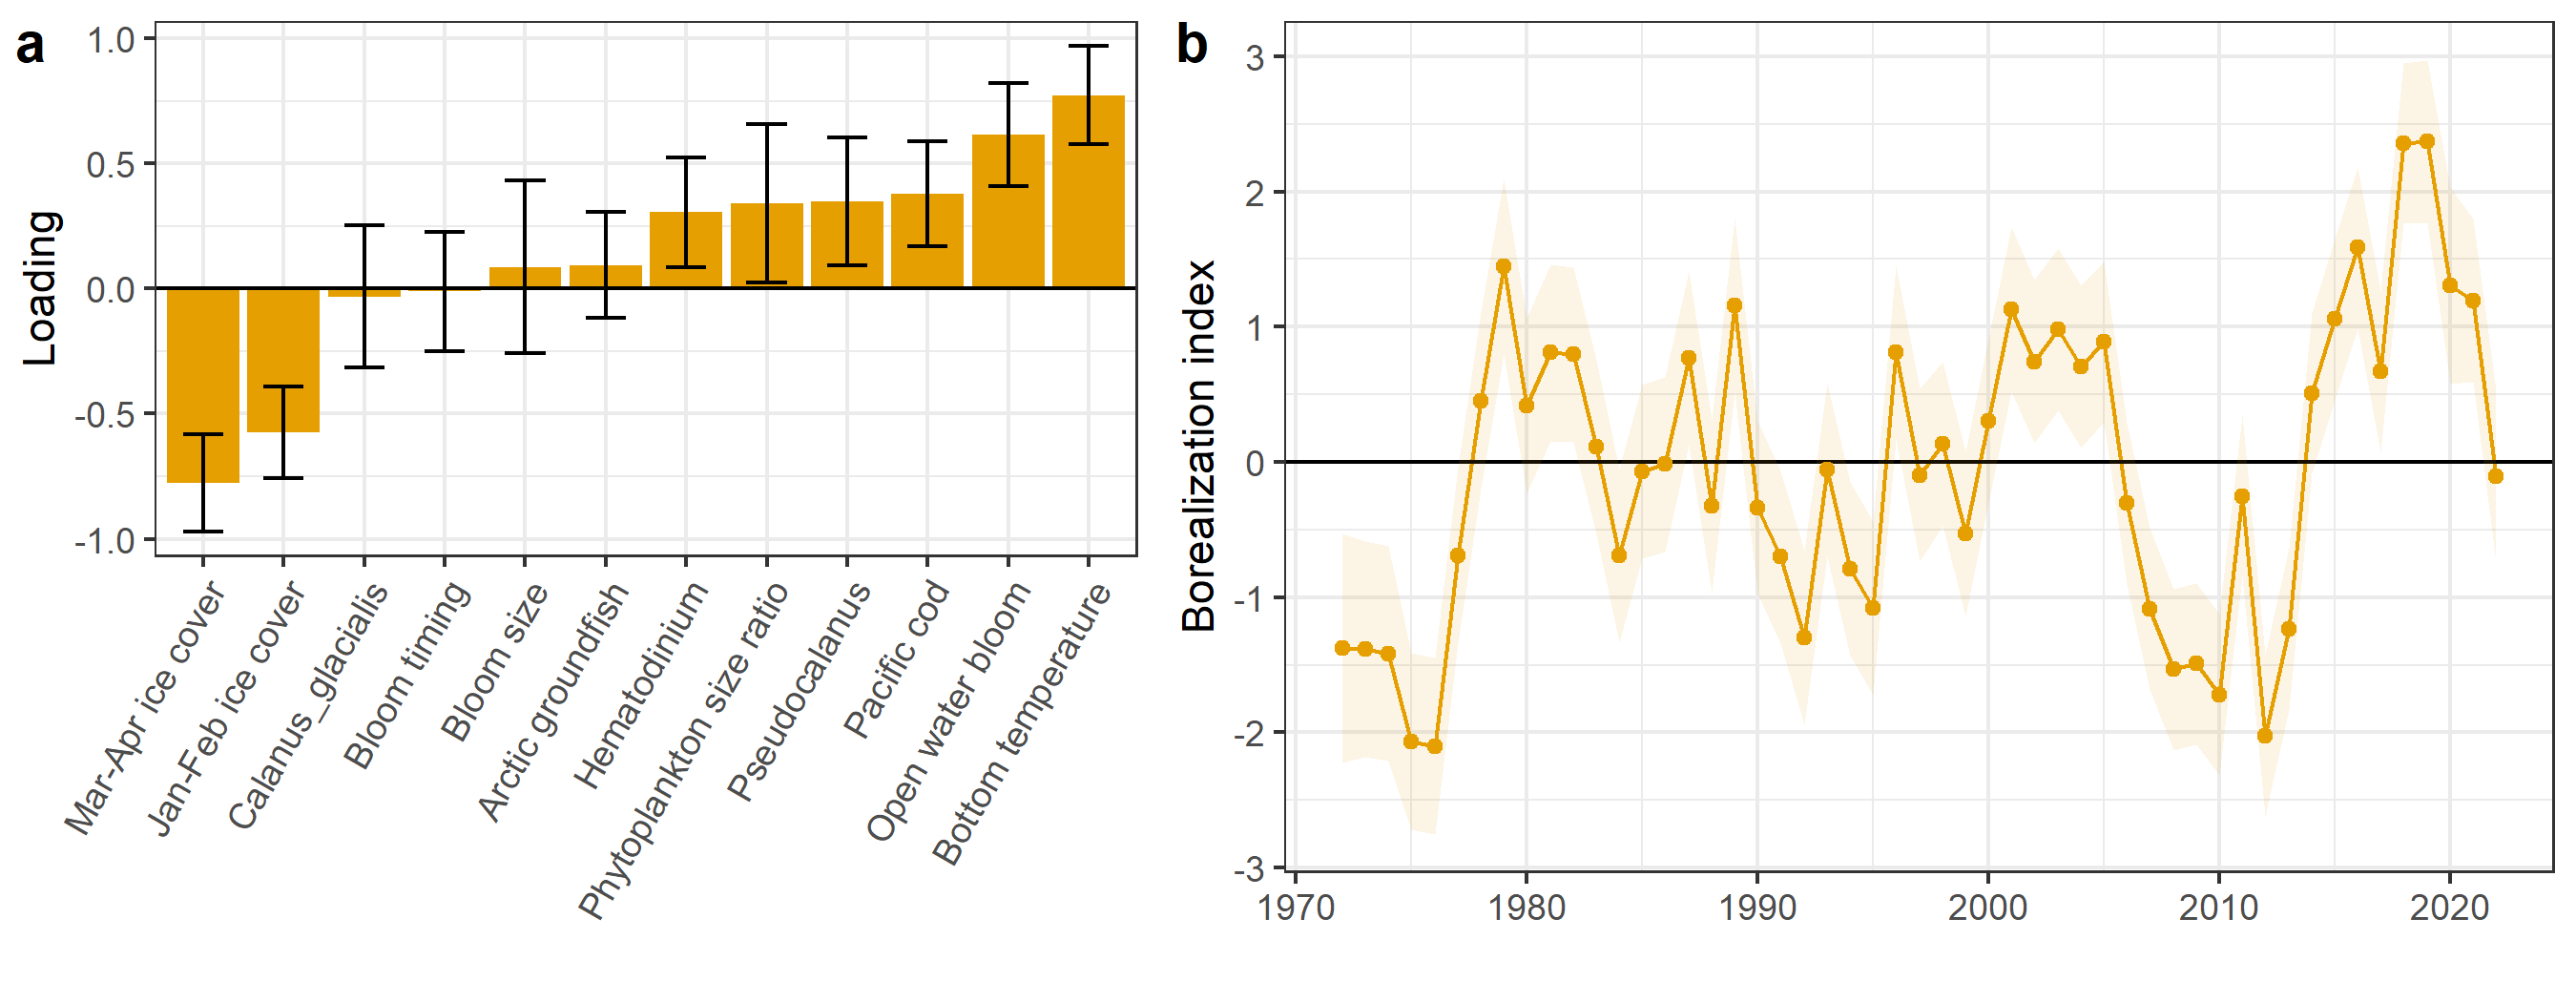 a
1.0
0.5
0.0
-0.5
-1.0
Loading
Mar-Apr ice cover
Jan-Feb ice cover
Calanus_glacialis
Bloom timing
Bloom size
Arctic groundfish
Hematodinium
Phytoplankton size ratio
Pseudocalanus
Pacific cod
Open water bloom
Bottom temperature
b
3
2
1
0
-1
-2
-3
Borealization index
1970
1980
1990
2000
2010
2020